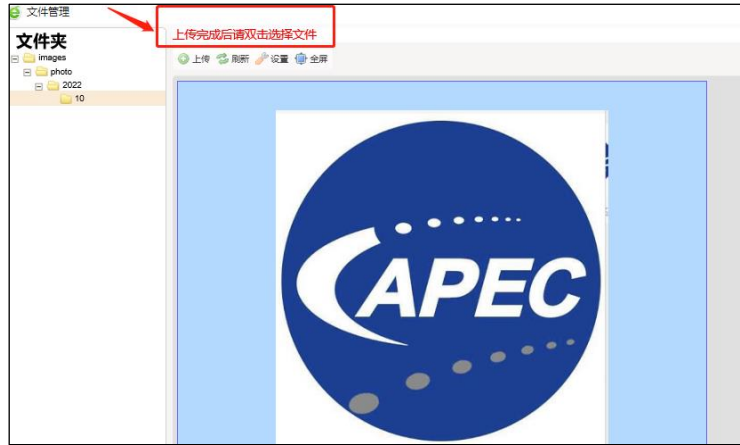 文件管理
上传完成后请双击选择文件
文件夹
上传 刷新 设置 全屏
images
photo
2022
10
CAPEC